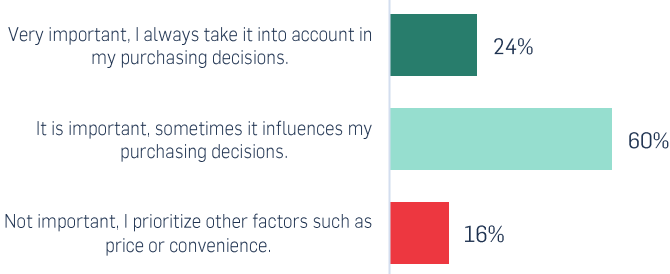 Very important, I always take it into account in
my purchasing decisions.
24%
It is important, sometimes it influences my
purchasing decisions.
60%
Not important, I prioritize other factors such as
price or convenience.
16%